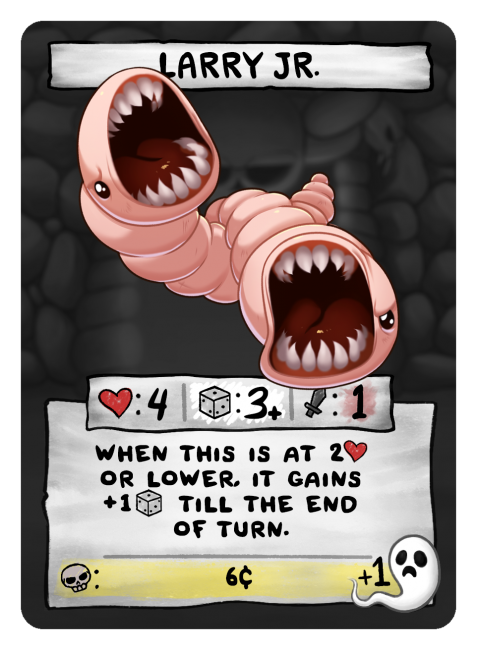 LARRY JR.
:4 :3+ :1
WHEN THIS IS AT 2
OR LOWER, IT GAINS
+1 TILL THE END
OF TURN.
: 6¢ +1